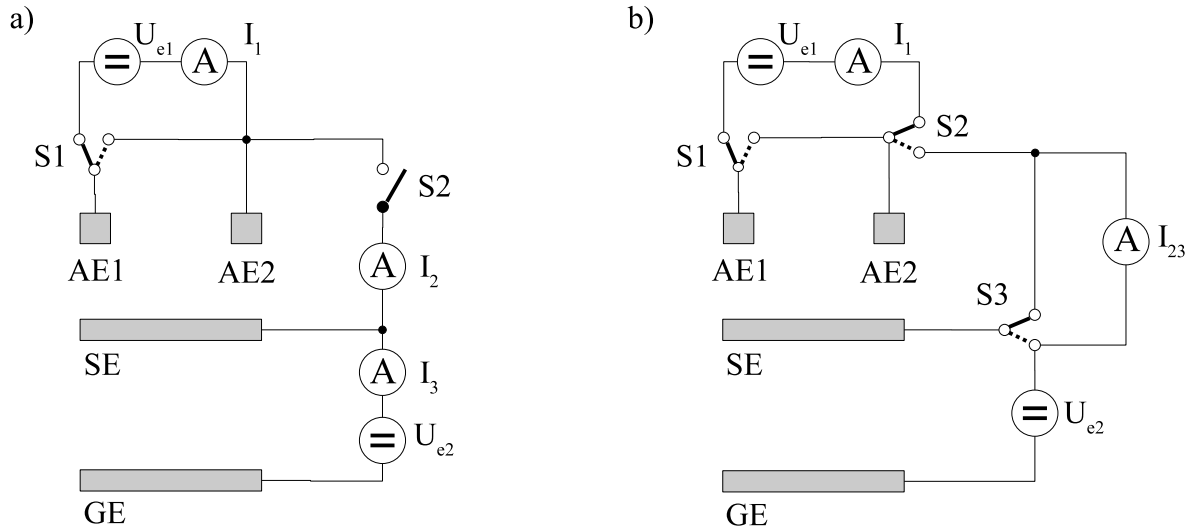 a)
U e1
I 1
A
S1
S2
AE1
AE2
A
I 2
SE
A
I 3
U e2
GE
b)
U e1
I 1
A
S2
S1
AE1
AE2
A
I 23
S3
SE
U e2
GE